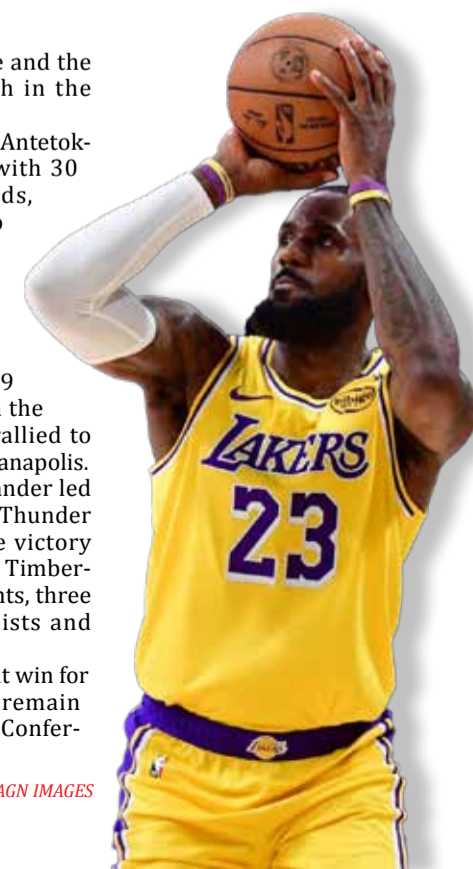 e and the
h in the
Antetok-
with 30
ds,
9
the
allied to
anapolis.
ander led
Thunder
e victory
Timber-
nts, three
ists and
t win for
remain
Confer-
AGN IMAGES
bibigo
LAKERS
23